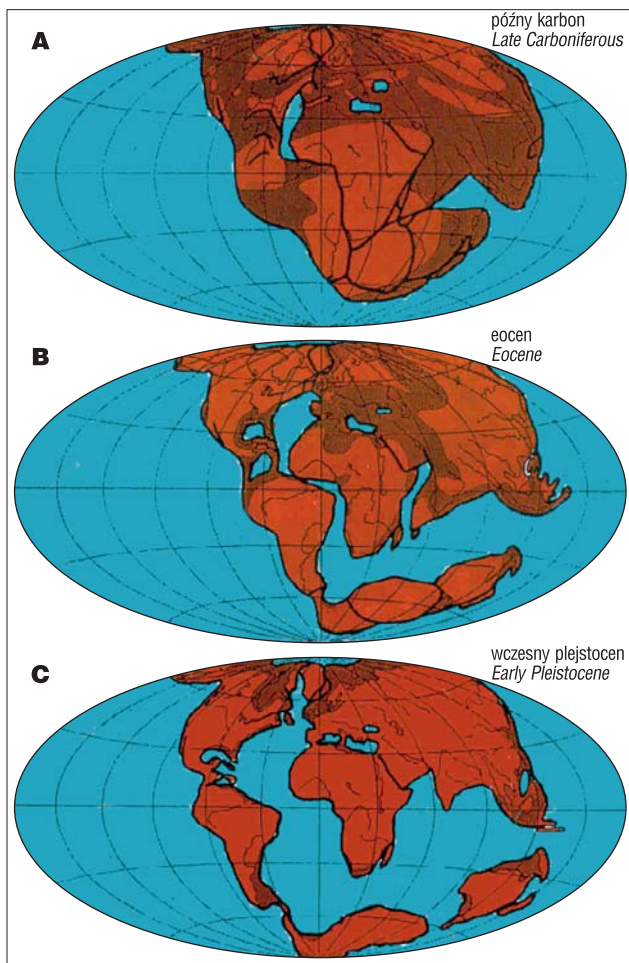 A
późny karbon
Late Carboniferous
B
eocen
Eocene
C
wczesny plejstocen
Early Pleistocene